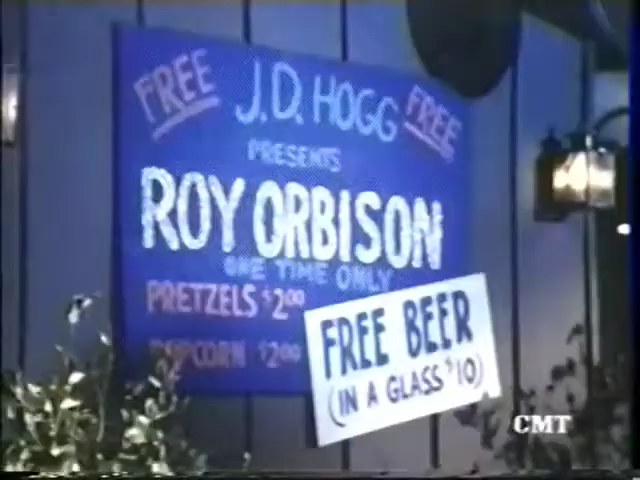 FREE J.D. HOGG FREE
PRESENTS
ROY ORBISON
ONE TIME ONLY
PRETZELS $2.00
POPCORN $2.00
FREE BEER
(IN A GLASS $10)
CMT